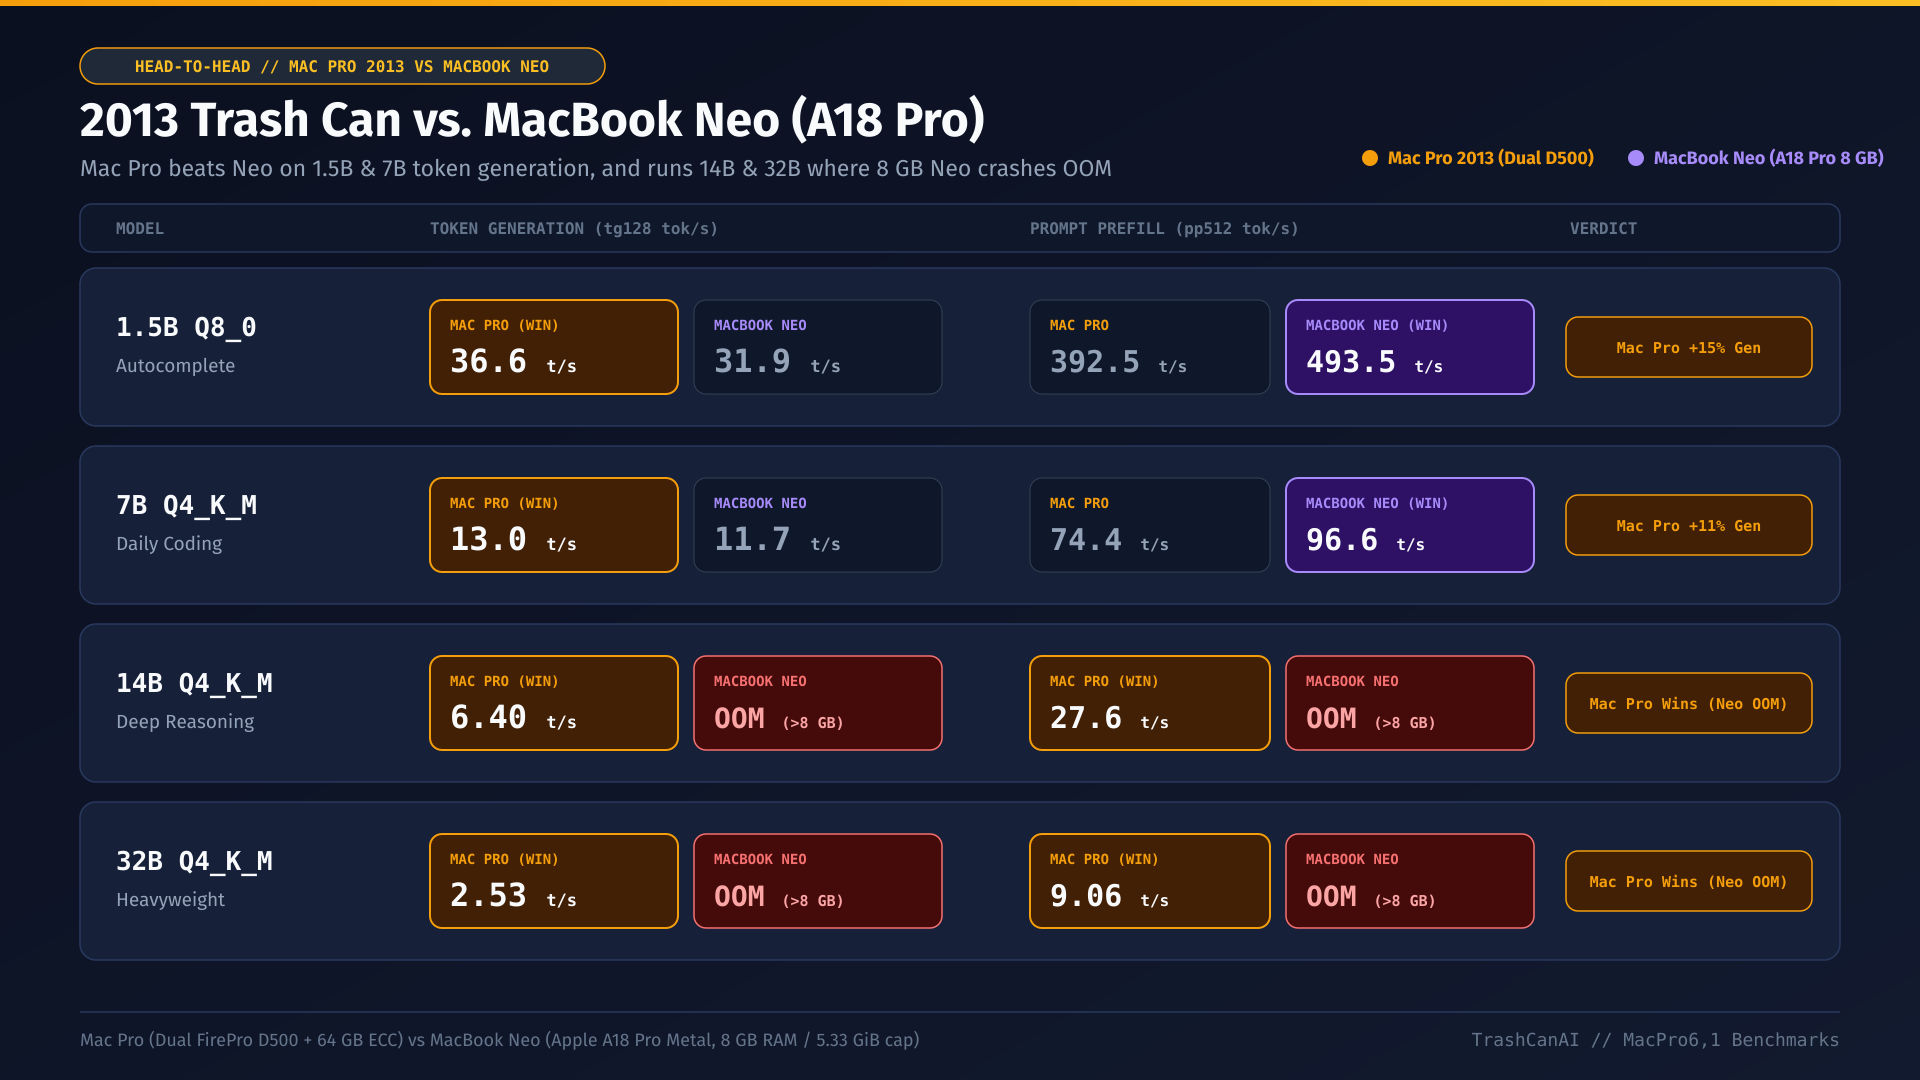 HEAD-TO-HEAD // MAC PRO 2013 VS MACBOOK NEO
2013 Trash Can vs. MacBook Neo (A18 Pro)
Mac Pro beats Neo on 1.5B & 7B token generation, and runs 14B & 32B where 8 GB Neo crashes OOM
Mac Pro 2013 (Dual D500) MacBook Neo (A18 Pro 8 GB)
MODEL TOKEN GENERATION (tg128 tok/s) PROMPT PREFILL (pp512 tok/s) VERDICT
1.5B Q8_0
Autocomplete
MAC PRO (WIN)
36.6 t/s
MACBOOK NEO
31.9 t/s
MAC PRO
392.5 t/s
MACBOOK NEO (WIN)
493.5 t/s
Mac Pro +15% Gen
7B Q4_K_M
Daily Coding
MAC PRO (WIN)
13.0 t/s
MACBOOK NEO
11.7 t/s
MAC PRO
74.4 t/s
MACBOOK NEO (WIN)
96.6 t/s
Mac Pro +11% Gen
14B Q4_K_M
Deep Reasoning
MAC PRO (WIN)
6.40 t/s
MACBOOK NEO
OOM (>8 GB)
MAC PRO (WIN)
27.6 t/s
MACBOOK NEO
OOM (>8 GB)
Mac Pro Wins (Neo OOM)
32B Q4_K_M
Heavyweight
MAC PRO (WIN)
2.53 t/s
MACBOOK NEO
OOM (>8 GB)
MAC PRO (WIN)
9.06 t/s
MACBOOK NEO
OOM (>8 GB)
Mac Pro Wins (Neo OOM)
Mac Pro (Dual FirePro D500 + 64 GB ECC) vs MacBook Neo (Apple A18 Pro Metal, 8 GB RAM / 5.33 GiB cap)
TrashCanAI // MacPro6,1 Benchmarks